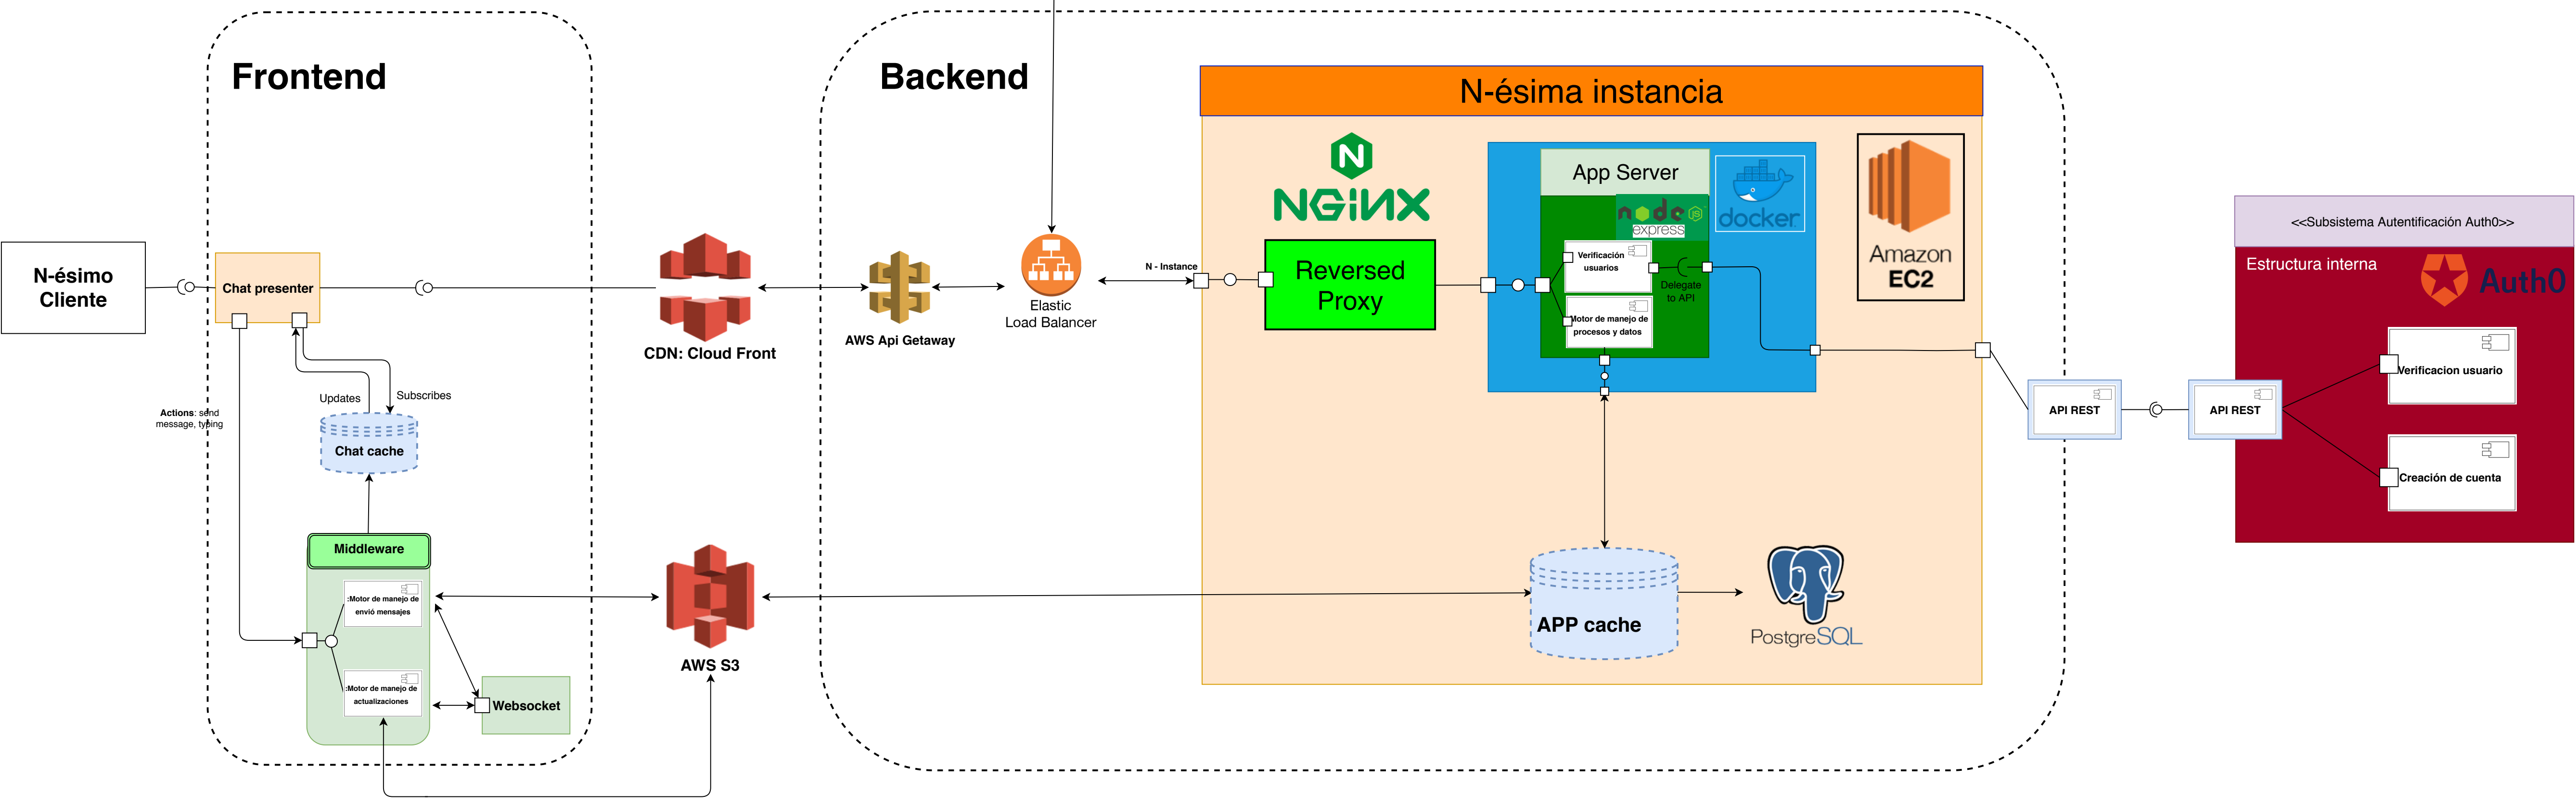 Frontend
Backend
N-ésima instancia
N-ésimo
Cliente
Chat presenter
Actions: send
message, typing
Updates
Subscribes
Chat cache
Middleware
:Motor de manejo de
envió mensajes
:Motor de manejo de
actualizaciones
Websocket
CDN: Cloud Front
AWS S3
AWS Api Getaway
Elastic
Load Balancer
N - Instance
NGiNX
Reversed
Proxy
App Server
node
JS
express
docker
Verificación
usuarios
Delegate
to API
Motor de manejo de
procesos y datos
Amazon
EC2
APP cache
PostgreSQL
API REST
API REST
<<Subsistema Autentificación Auth0>>
Estructura interna
Auth0
Verificacion usuario
Creación de cuenta